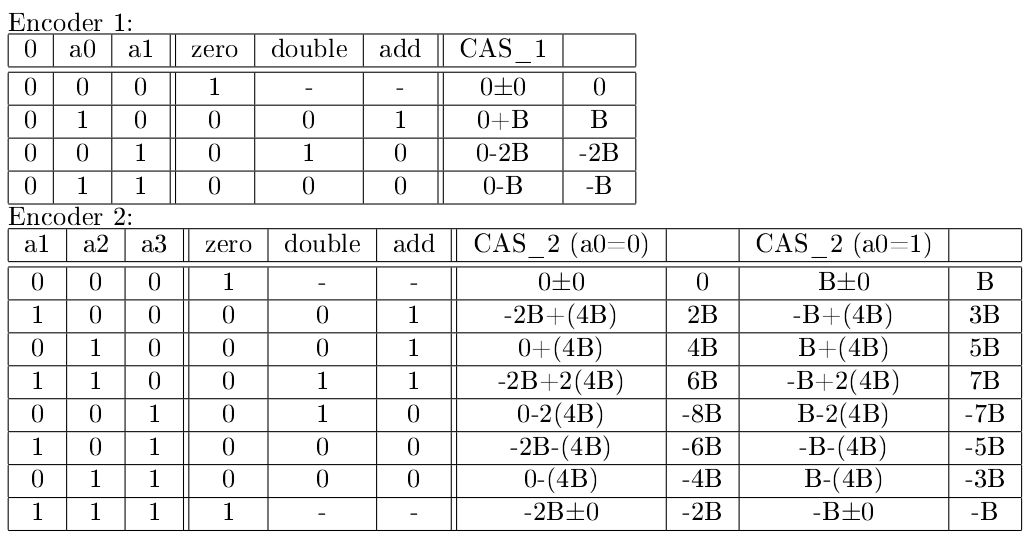 Encoder 1:
0 a0 a1 zero double add CAS_1
0 0 0 1 - - 0±0 0
0 1 0 0 0 1 0+B B
0 0 1 0 1 0 0-2B -2B
0 1 1 0 0 0 0-B -B
Encoder 2:
a1 a2 a3 zero double add CAS_2 (a0=0) CAS_2 (a0=1)
0 0 0 1 - - 0±0 0 B±0 B
1 0 0 0 0 1 -2B+(4B) 2B -B+(4B) 3B
0 1 0 0 0 1 0+(4B) 4B B+(4B) 5B
1 1 0 0 1 1 -2B+2(4B) 6B -B+2(4B) 7B
0 0 1 0 1 0 0-2(4B) -8B B-2(4B) -7B
1 0 1 0 0 0 -2B-(4B) -6B -B-(4B) -5B
0 1 1 0 0 0 0-(4B) -4B B-(4B) -3B
1 1 1 1 - - -2B±0 -2B -B±0 -B